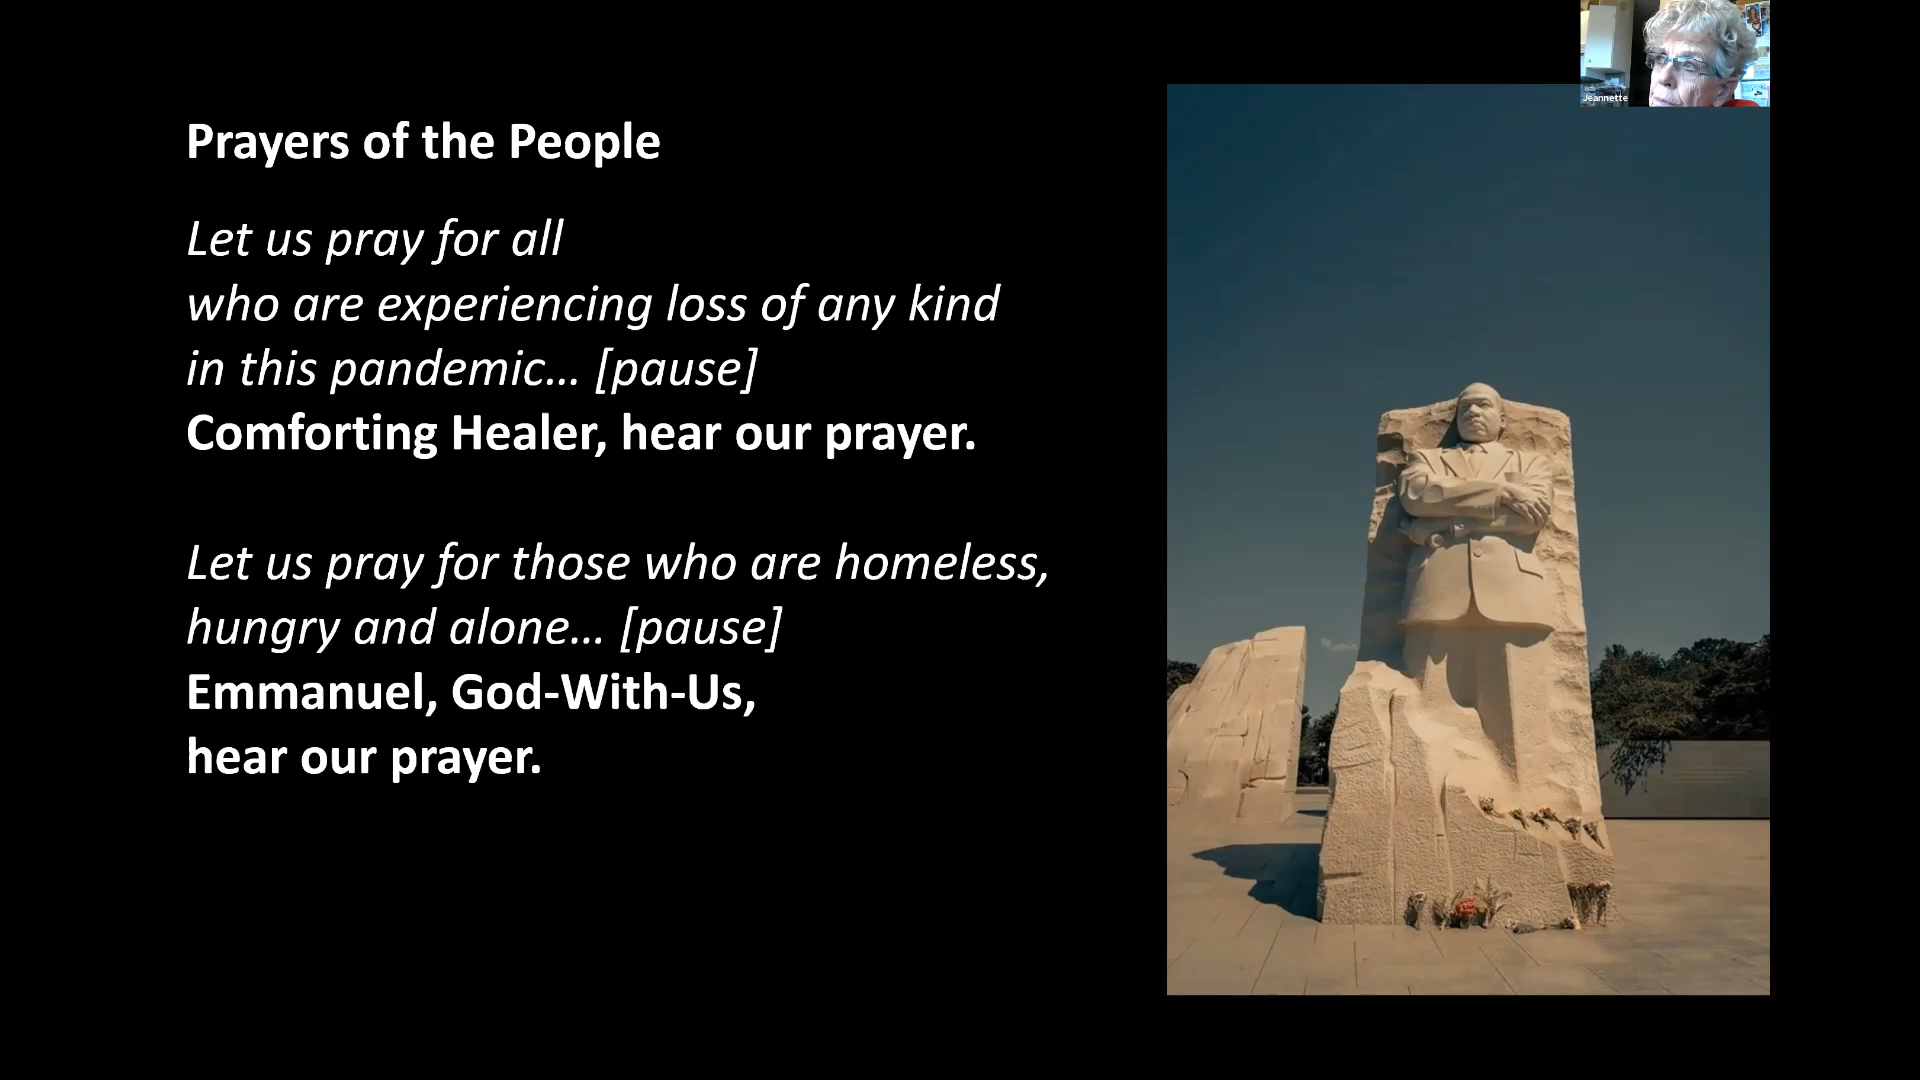 Jeannette
Prayers of the People
Let us pray for all
who are experiencing loss of any kind
in this pandemic... [pause]
Comforting Healer, hear our prayer.
Let us pray for those who are homeless,
hungry and alone... [pause]
Emmanuel, God-With-Us,
hear our prayer.